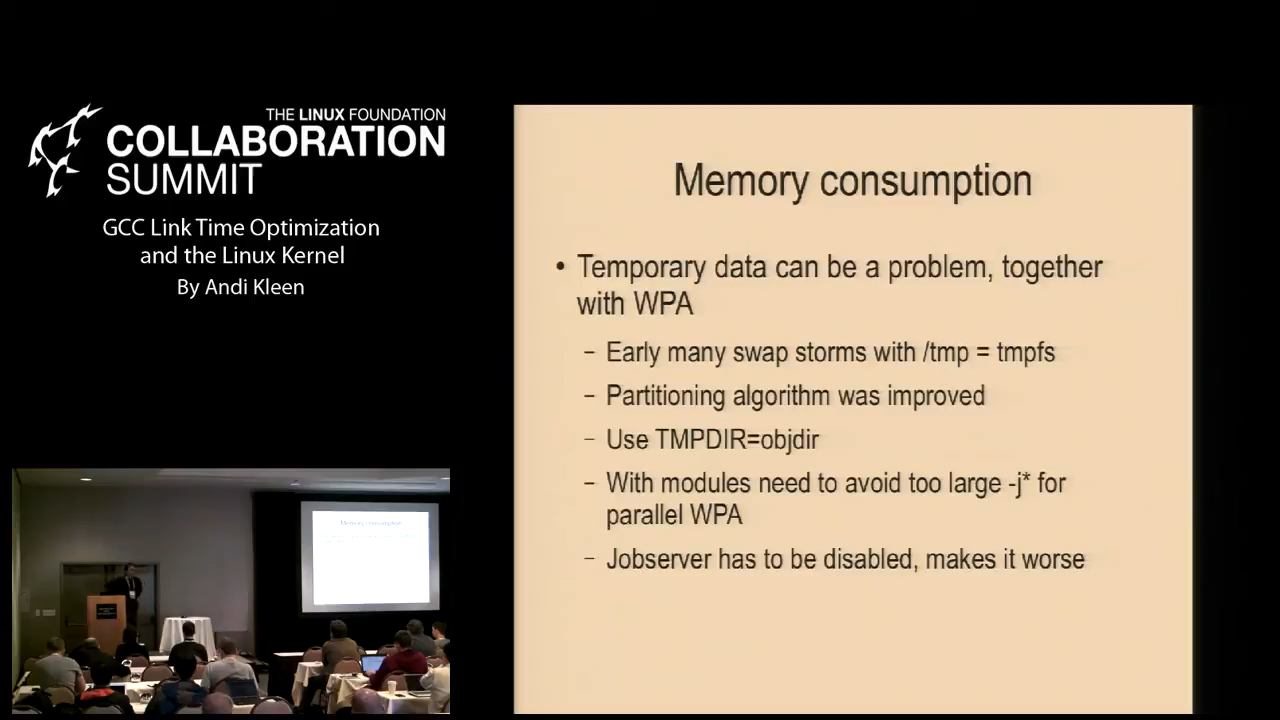 THE LINUX FOUNDATION
COLLABORATION
SUMMIT
GCC Link Time Optimization
and the Linux Kernel
By Andi Kleen
Memory consumption
• Temporary data can be a problem, together
with WPA
– Early many swap storms with /tmp = tmpfs
– Partitioning algorithm was improved
– Use TMPDIR=objdir
– With modules need to avoid too large -j* for
parallel WPA
– Jobserver has to be disabled, makes it worse
Memory consumption